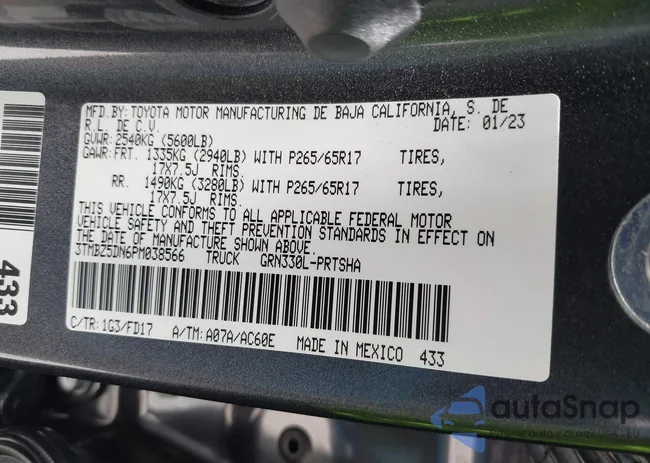 MFD.BY: TOYOTA MOTOR MANUFACTURING DE BAJA CALIFORNIA, S. DE
R.L. DE C.V. DATE: 01/23
GVWR: 2540KG (5600LB)
GAWR: FRT. 1335KG (2940LB) WITH P265/65R17 TIRES,
17X7.5J RIMS.
RR. 1490KG (3280LB) WITH P265/65R17 TIRES,
17X7.5J RIMS.
THIS VEHICLE CONFORMS TO ALL APPLICABLE FEDERAL MOTOR
VEHICLE SAFETY AND THEFT PREVENTION STANDARDS IN EFFECT ON
THE DATE OF MANUFACTURE SHOWN ABOVE.
3TMBZ5DN6PM038566 TRUCK GRN330L-PRTSHA
C/TR: 1G3/FD17 A/TM: A07A/AC60E MADE IN MEXICO 433
433
autaSnap